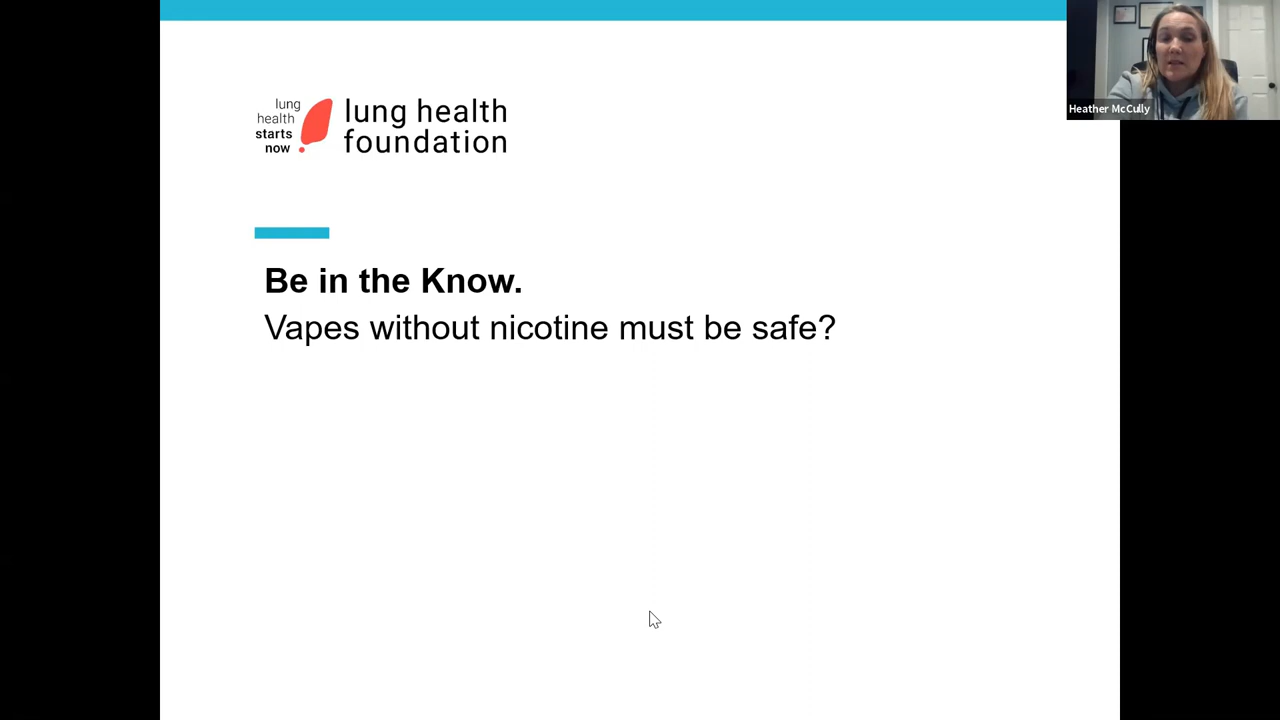 lung
health
starts
now
lung health
foundation
Be in the Know.
Vapes without nicotine must be safe?
Heather McCully